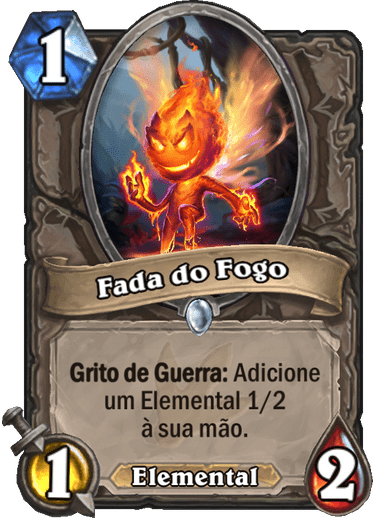 1
Fada do Fogo
Grito de Guerra: Adicione
um Elemental 1/2
à sua mão.
1
Elemental
2